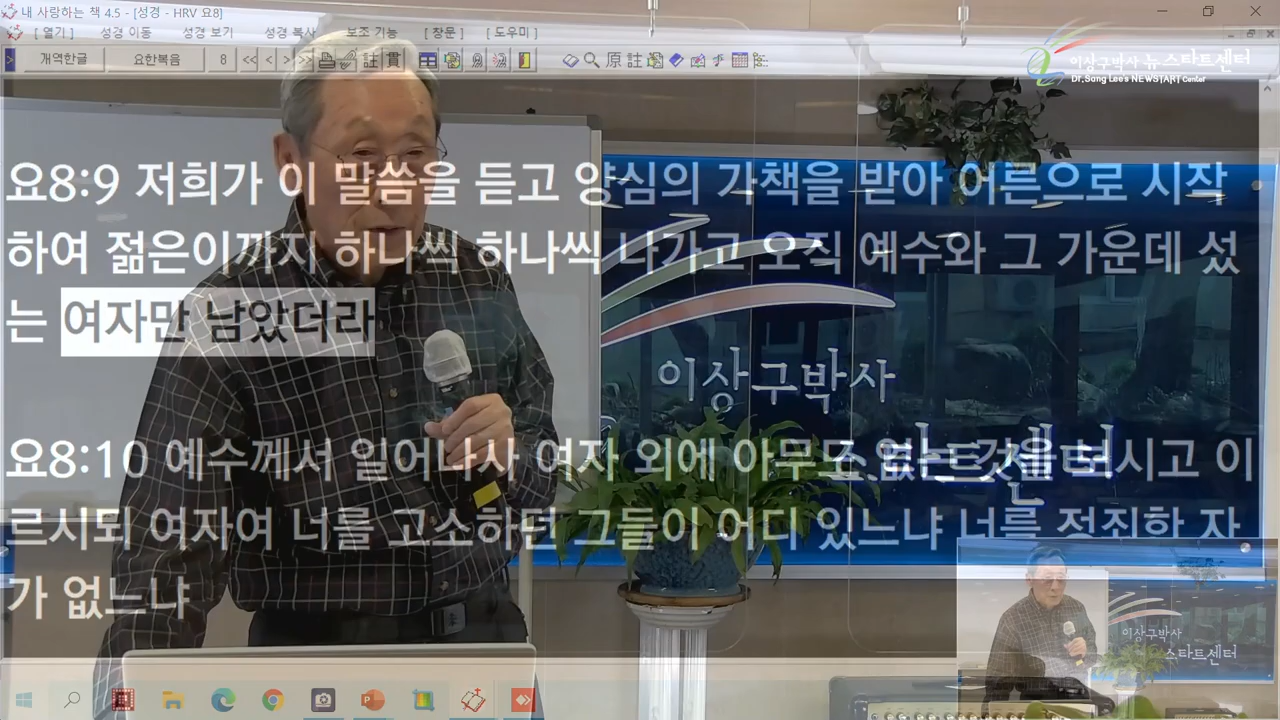 내 사랑하는 책 4.5 - [성경 - HRV 요8]
[ 열기 ] 성경 이동 성경 보기 성경 복사 보조 기능 [ 창문 ] [ 도우미 ]
개역한글 요한복음 8 << < > >> 註 貫 原 註
이상구박사 뉴스타트센터
Dr.Sang Lee's NEWSTART Center
요8:9 저희가 이 말씀을 듣고 양심의 가책을 받아 어른으로 시작
하여 젊은이까지 하나씩 하나씩 나가고 오직 예수와 그 가운데 섰
는 여자만 남았더라
이상구박사
요8:10 예수께서 일어나사 여자 외에 아무도 없는 것을 보시고 이
르시되 여자여 너를 고소하던 그들이 어디 있느냐 너를 정죄한 자
가 없느냐
이상구박사
스타트센터